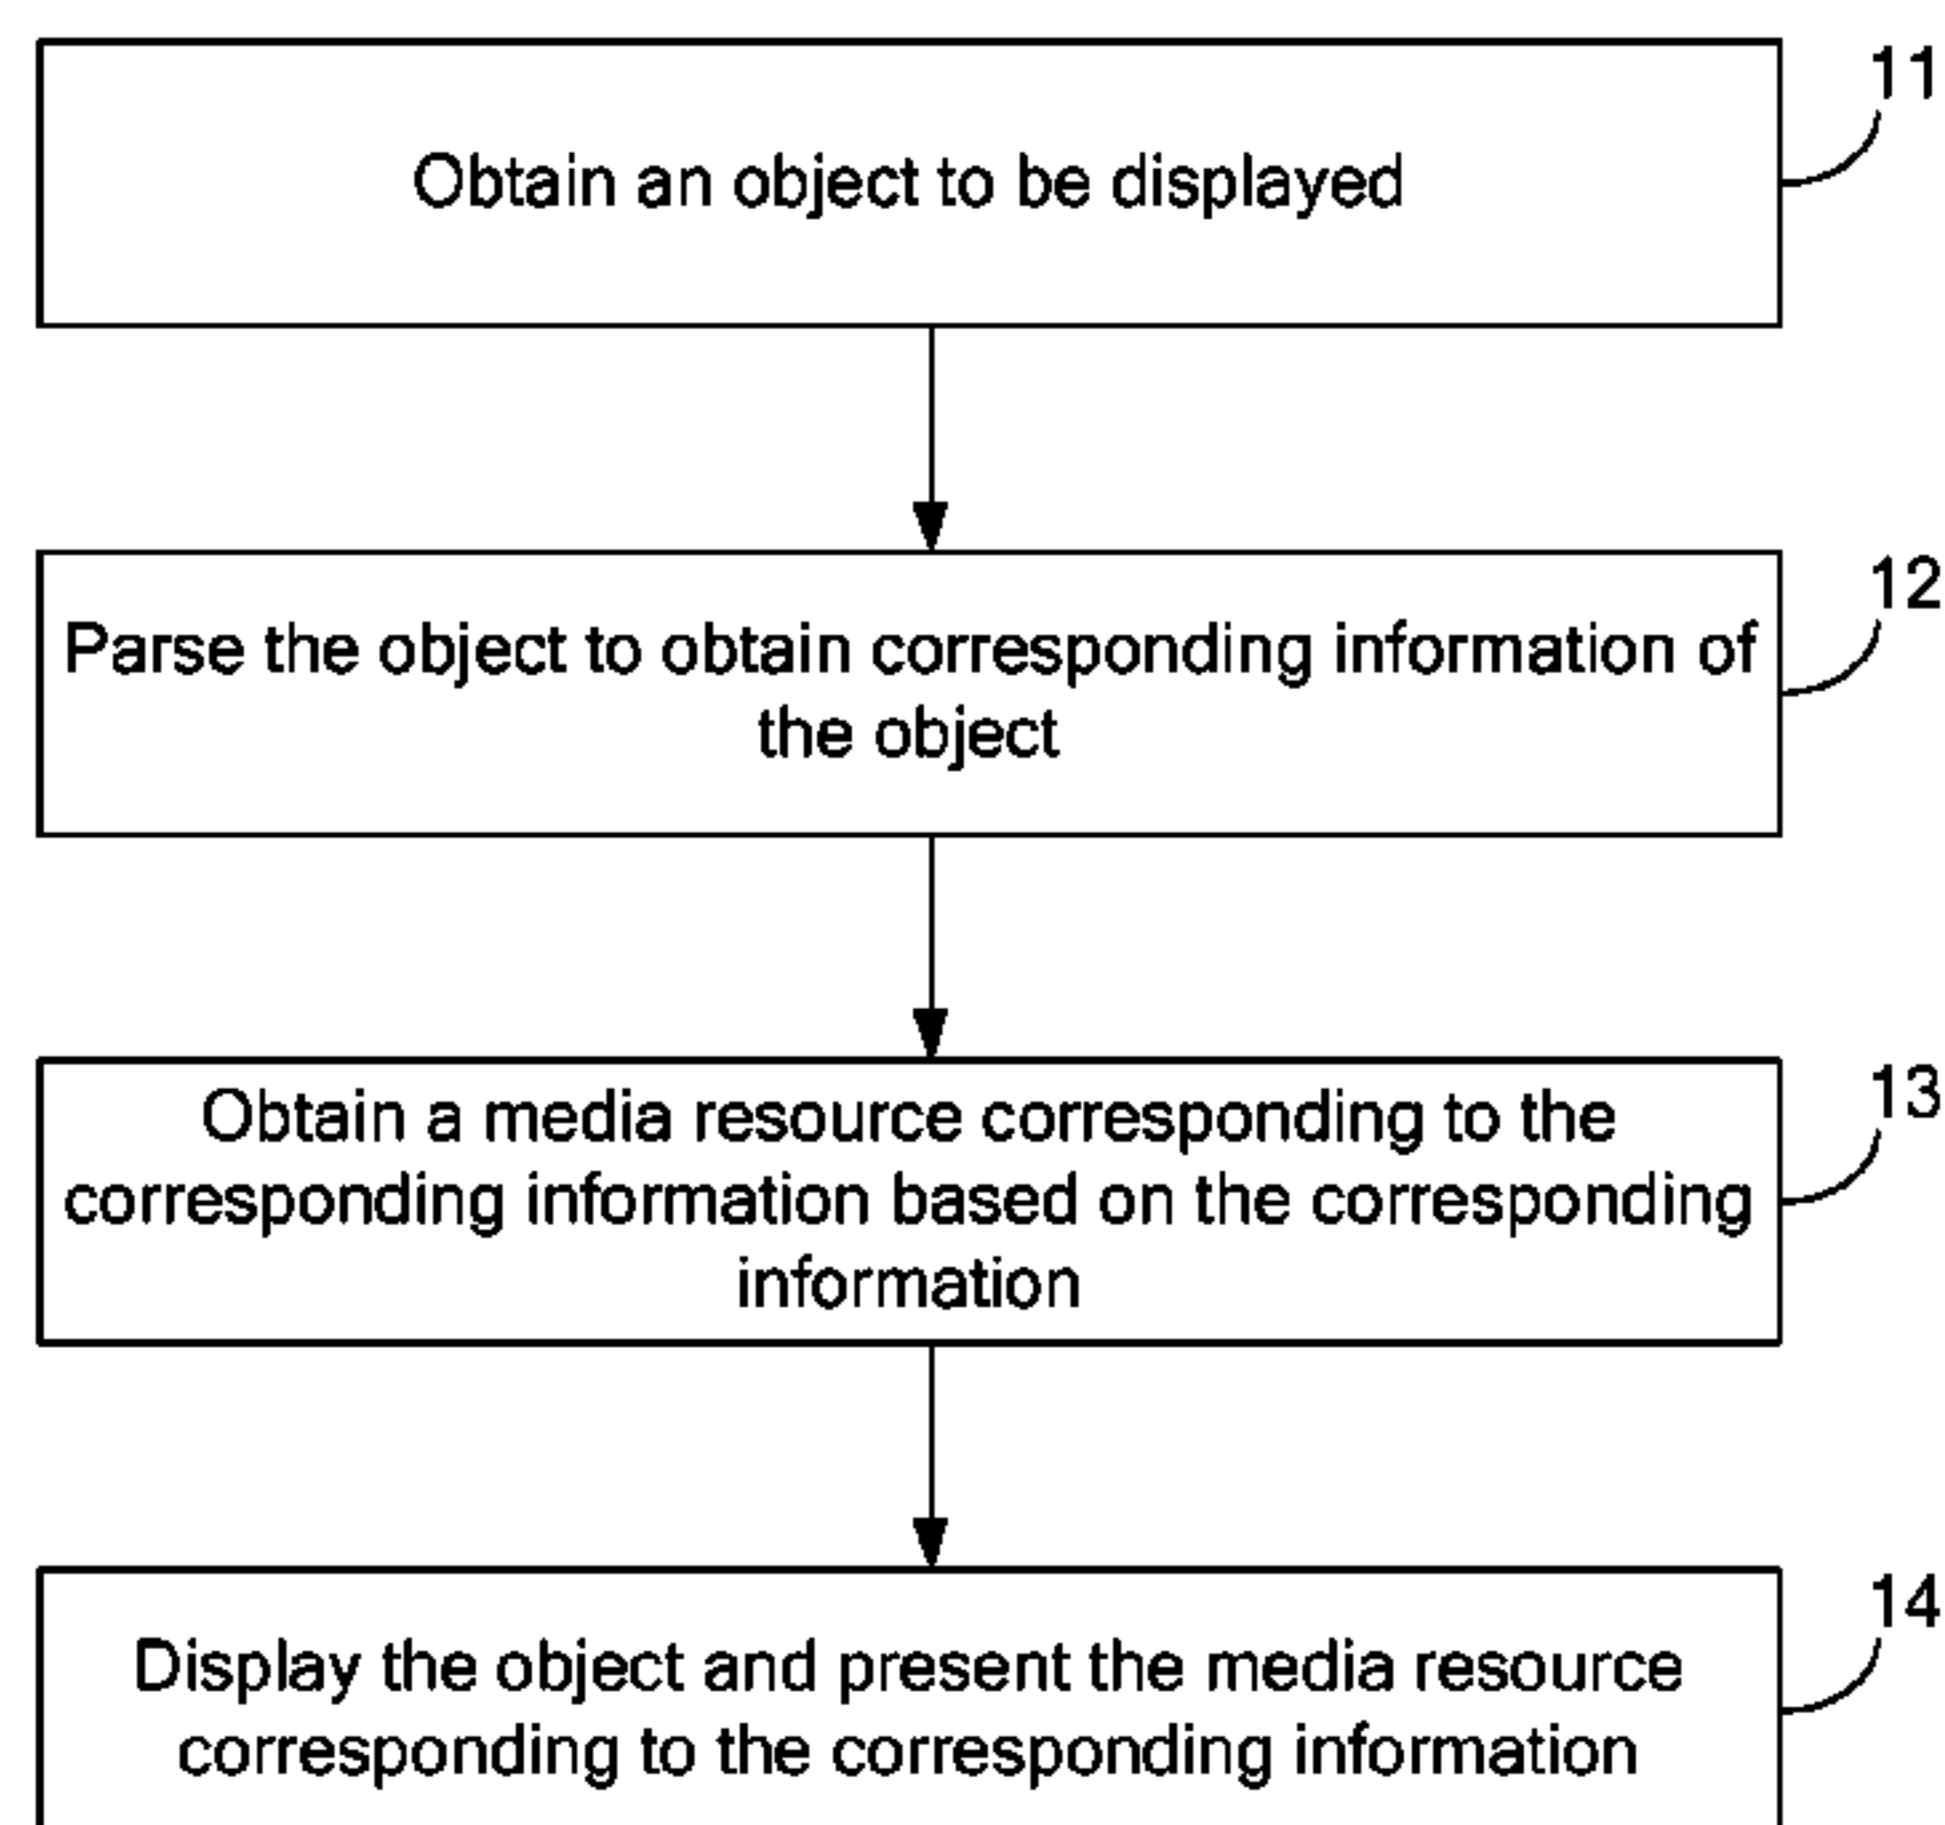 11
Obtain an object to be displayed
12
Parse the object to obtain corresponding information of
the object
13
Obtain a media resource corresponding to the
corresponding information based on the corresponding
information
14
Display the object and present the media resource
corresponding to the corresponding information